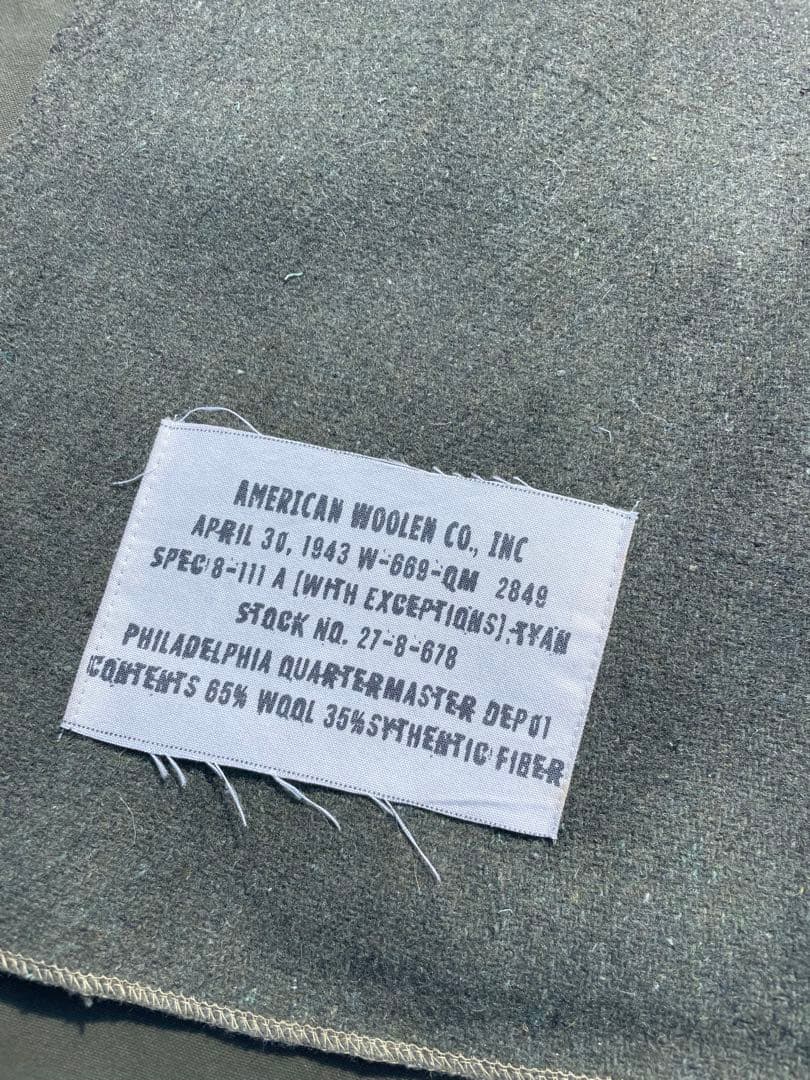 AMERICAN WOOLEN CO., INC
APRIL 30, 1943 W-669-QM 2849
SPEC 8-111 A [WITH EXCEPTIONS].TYAN
STOCK NO. 27-8-678
PHILADELPHIA QUARTERMASTER DEPOT
CONTENTS 65% WOOL 35%SYTHENTIC FIBER